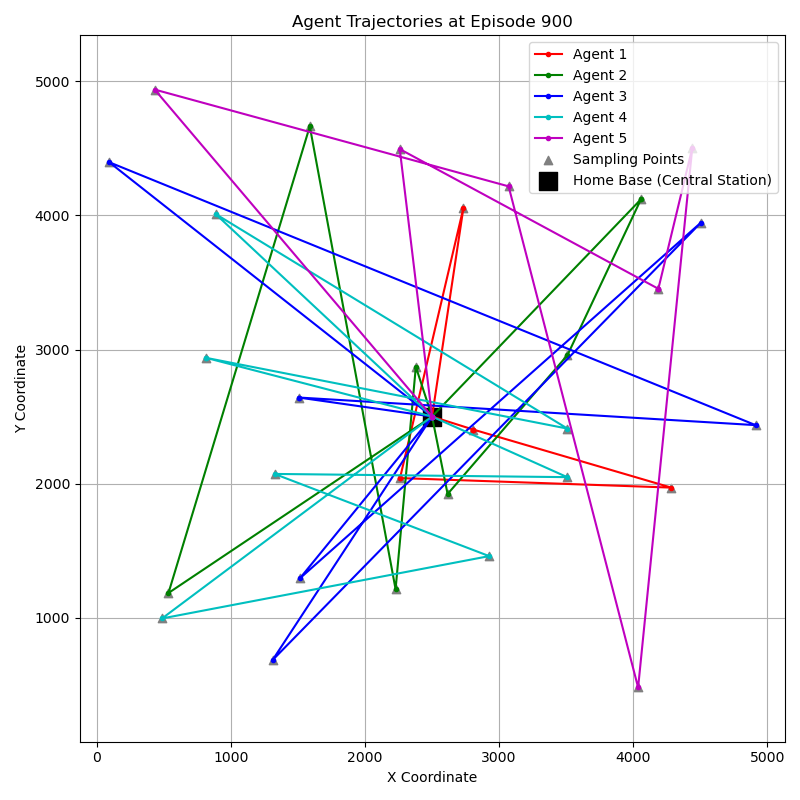 Agent Trajectories at Episode 900
Agent 1
Agent 2
Agent 3
Agent 4
Agent 5
Sampling Points
Home Base (Central Station)
Y Coordinate
5000
4000
3000
2000
1000
0 1000 2000 3000 4000 5000
X Coordinate